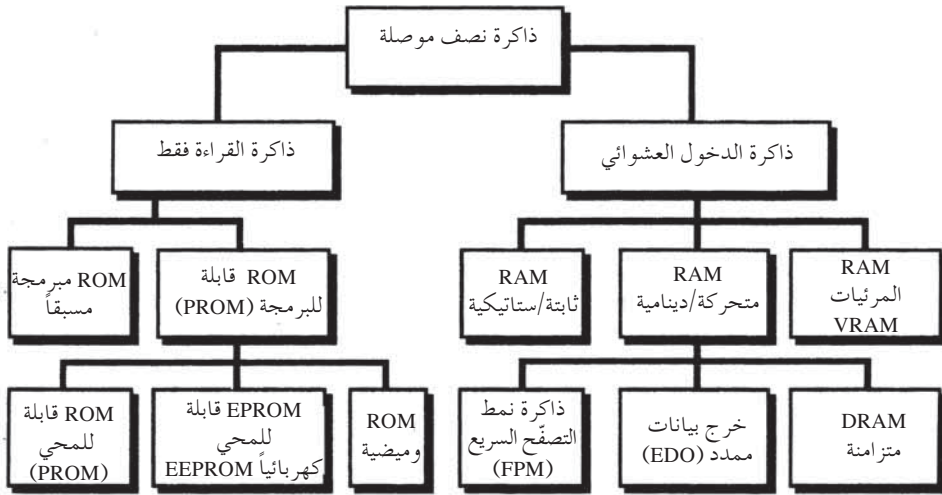 ذاكرة نصف موصلة
ذاكرة الدخول العشوائي
ذاكرة القراءة فقط
RAM
المرئيات
VRAM
RAM
متحركة/دينامية
RAM
ثابتة/ستاتيكية
ROM قابلة
للبرمجة (PROM)
ROM مبرمجة
مسبقاً
DRAM
متزامنة
خرج بيانات
ممدد (EDO)
ذاكرة نمط
التصفّح السريع
(FPM)
ROM
وميضية
EPROM قابلة
للمحي
كهربائياً EEPROM
ROM قابلة
للمحي
(PROM)